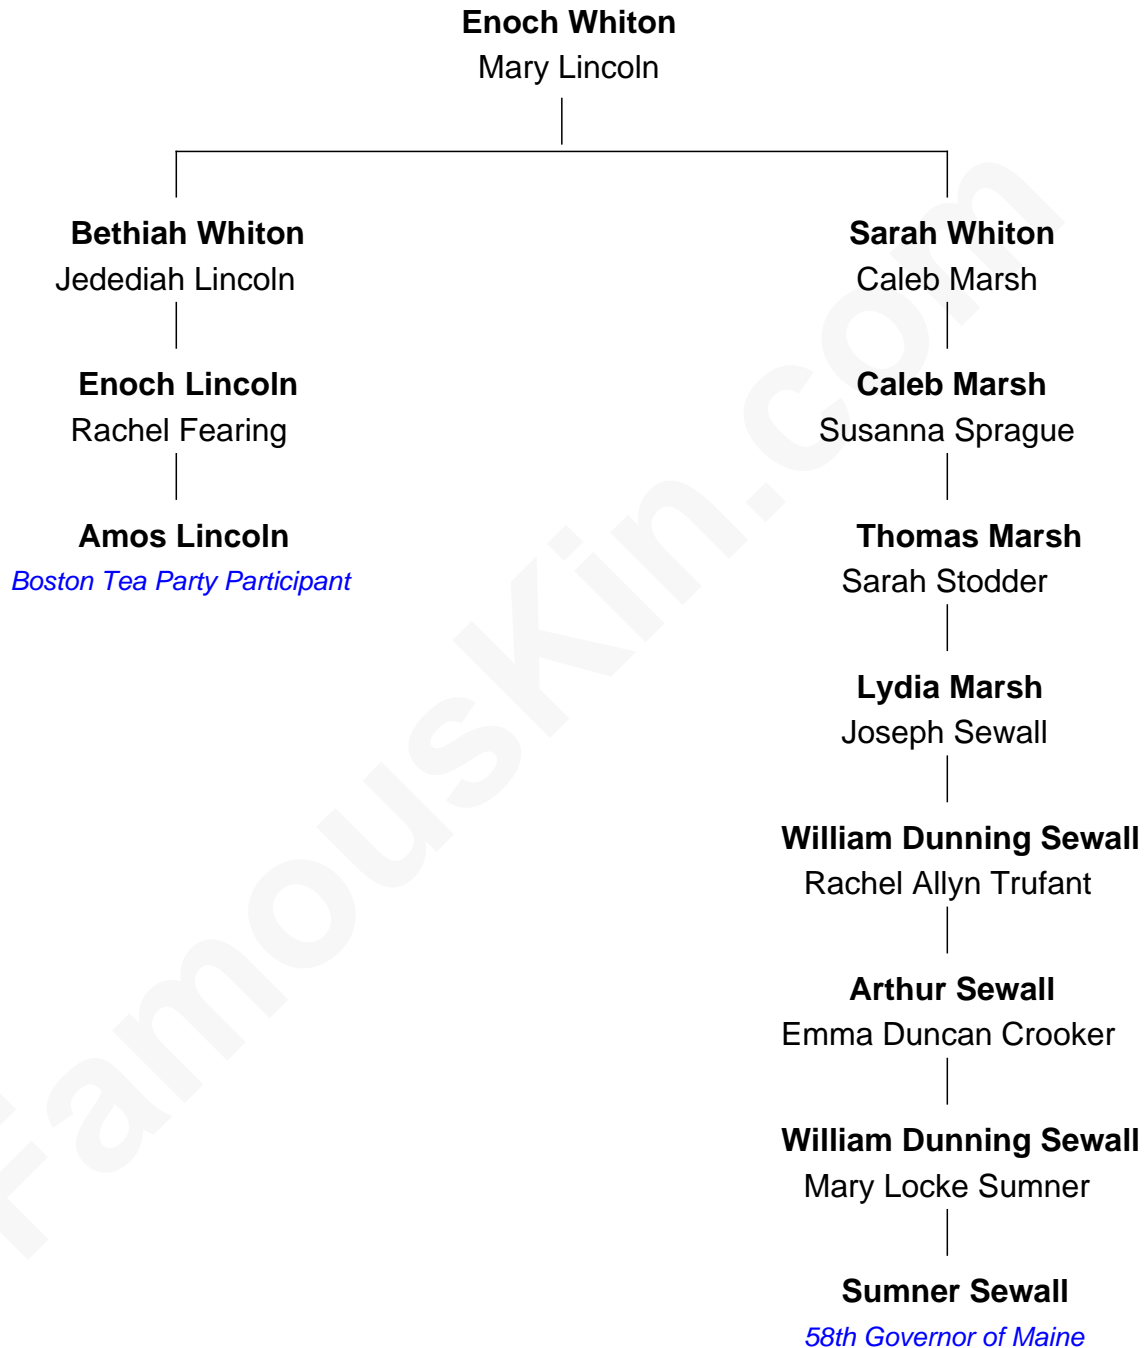 Enoch Whiton
Mary Lincoln
Bethiah Whiton
Jedediah Lincoln
Enoch Lincoln
Rachel Fearing
Amos Lincoln
Boston Tea Party Participant
Sarah Whiton
Caleb Marsh
Caleb Marsh
Susanna Sprague
Thomas Marsh
Sarah Stodder
Lydia Marsh
Joseph Sewall
William Dunning Sewall
Rachel Allyn Trufant
Arthur Sewall
Emma Duncan Crooker
William Dunning Sewall
Mary Locke Sumner
Sumner Sewall
58th Governor of Maine
FamousKin.com